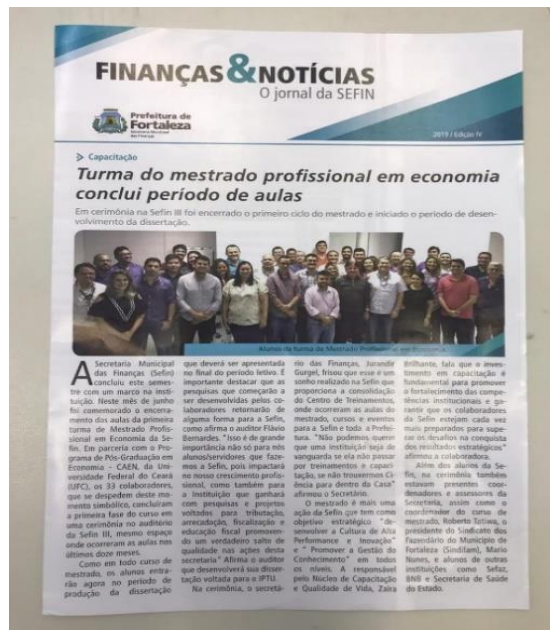 FINANÇAS&NOTÍCIAS
O jornal da SEFIN
Prefeitura de
Fortaleza
Secretaria Municipal
das Finanças
2019 / Edição IV
Capacitação
Turma do mestrado profissional em economia
conclui período de aulas
Em cerimônia na Sefin III foi encerrado o primeiro ciclo do mestrado e iniciado o período de desen-
volvimento da dissertação.
Alunos da turma de Mestrado Profissional em Economia
A Secretaria Municipal
das Finanças (Sefin)
concluiu este semes-
tre com um marco na insti-
tuição. Neste mês de junho
foi comemorado o encerra-
mento das aulas da primeira
turma de Mestrado Profis-
sional em Economia da Se-
fin. Em parceria com o Pro-
grama de Pós-Graduação em
Economia - CAEN, da Uni-
versidade Federal do Ceará
(UFC), os 33 colaboradores,
que se despedem deste mo-
mento simbólico, concluíram
a primeira fase do curso em
uma cerimônia no auditório
da Sefin III, mesmo espaço
onde ocorreram as aulas nos
últimos doze meses.
Como em todo curso de
mestrado, os alunos entra-
rão agora no período de
produção da dissertação
que deverá ser apresentada
no final do período letivo. É
importante destacar que as
pesquisas que começarão a
ser desenvolvidas pelos co-
laboradores retornarão de
alguma forma para a Sefin,
como afirma o auditor Flávio
Bernardes. "Isso é de grande
importância não só para nós
alunos/servidores que faze-
mos a Sefin, pois impactará
no nosso crescimento profis-
sional, como também para
a Instituição que ganhará
com pesquisas e projetos
voltados para tributação,
arrecadação, fiscalização e
educação fiscal promoven-
do um verdadeiro salto de
qualidade nas ações desta
secretaria" Afirma o auditor
que desenvolverá sua disser-
tação voltada para o IPTU.
Na cerimônia, o secretá-
rio das Finanças, Jurandir
Gurgel, frisou que esse é um
sonho realizado na Sefin que
proporciona a consolidação
do Centro de Treinamentos,
onde ocorreram as aulas do
mestrado, cursos e eventos
para a Sefin e toda a Prefei-
tura. "Não podemos querer
que uma instituição seja de
vanguarda se ela não passar
por treinamentos e capaci-
tação, se não trouxermos Ci-
ência para dentro da Casa"
afirmou o Secretário.
O mestrado é mais uma
ação da Sefin que tem como
objetivo estratégico "de-
senvolver a Cultura de Alta
Performance e Inovação"
e " Promover a Gestão do
Conhecimento" em todos
os níveis. A responsável
pelo Núcleo de Capacitação
e Qualidade de Vida, Zaira
Brilhante, fala que o inves-
timento em capacitação é
fundamental para promover
o fortalecimento das compe-
tências institucionais e ga-
rante que os colaboradores
da Sefin estejam cada vez
mais preparados para supe-
rar os desafios na conquista
dos resultados estratégicos"
afirmou a colaboradora.
Além dos alunos da Se-
fin, na cerimônia também
estavam presentes coor-
denadores e assessores da
Secretaria, assim como o
coordenador do curso de
mestrado, Roberto Tatiwa, o
presidente do Sindicato dos
Fazendário do Município de
Fortaleza (Sindifam), Mario
Nunes, e alunos de outras
instituições como Sefaz,
BNB e Secretaria de Saúde
do Estado.